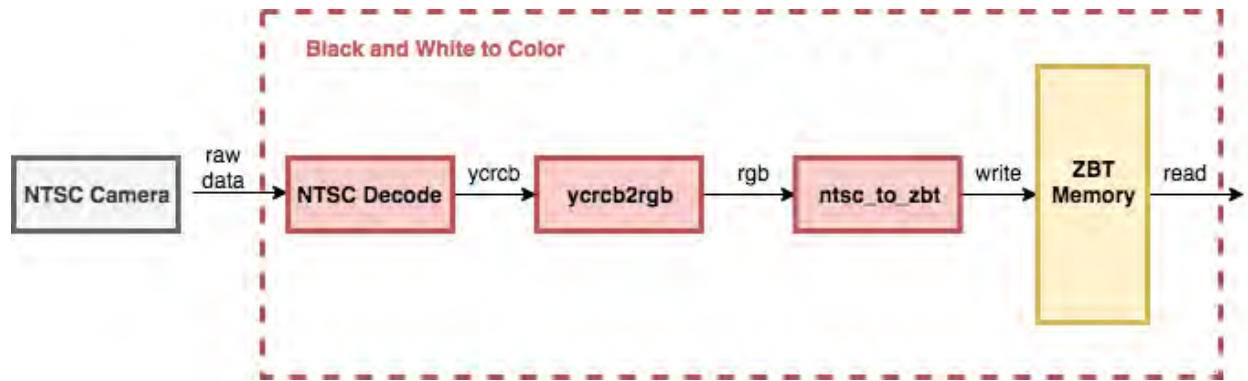 Black and White to Color
NTSC Camera
raw
data
NTSC Decode
ycrcb
ycrcb2rgb
rgb
ntsc_to_zbt
write
ZBT
Memory
read